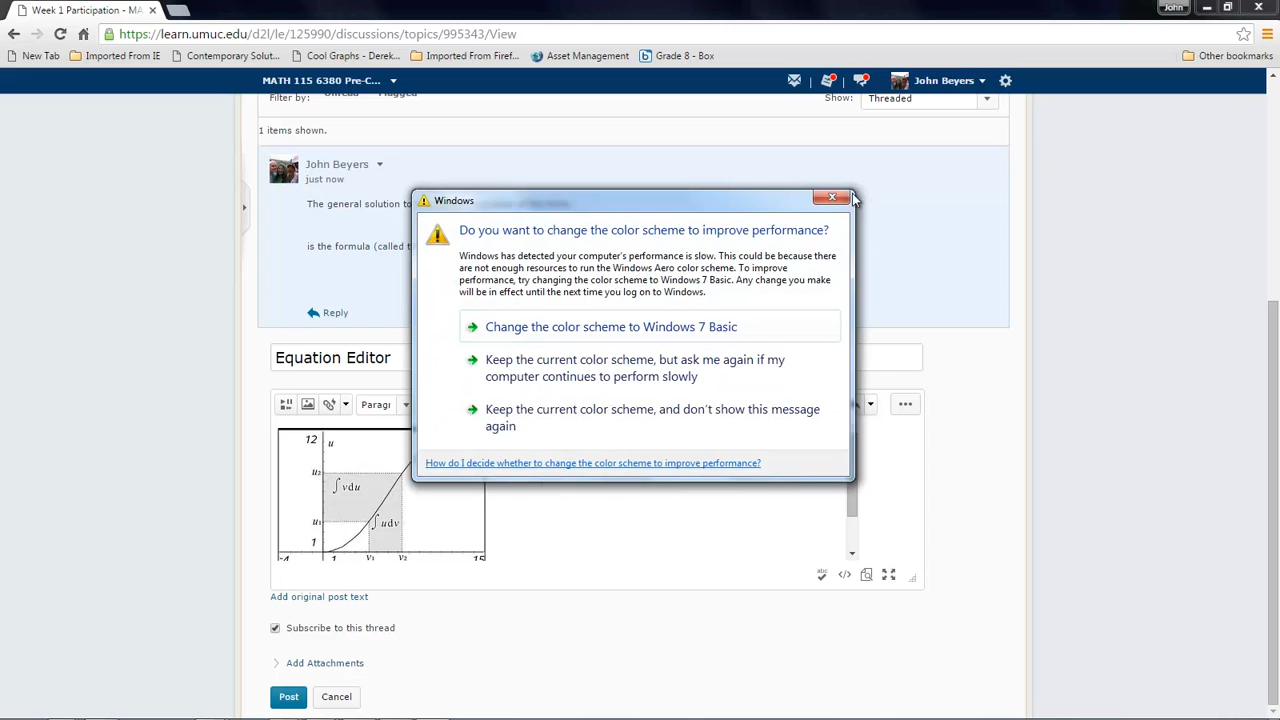 Week 1 Participation - MA
John
https://learn.umuc.edu/d2l/le/125990/discussions/topics/995343/View
New Tab Imported From IE Contemporary Solut... Cool Graphs - Derek... Imported From Firef... Asset Management Grade 8 - Box Other bookmarks
MATH 115 6380 Pre-C... John Beyers
Filter by: Unread Flagged Show: Threaded
1 items shown.
John Beyers
just now
The general solution to
is the formula (called t
Reply
Windows
Do you want to change the color scheme to improve performance?
Windows has detected your computer's performance is slow. This could be because there
are not enough resources to run the Windows Aero color scheme. To improve
performance, try changing the color scheme to Windows 7 Basic. Any change you make
will be in effect until the next time you log on to Windows.
Change the color scheme to Windows 7 Basic
Keep the current color scheme, but ask me again if my
computer continues to perform slowly
Keep the current color scheme, and don't show this message
again
How do I decide whether to change the color scheme to improve performance?
Equation Editor
Paragr
12 u
u₂
∫vdu
u₁ ∫udv
1
-4 1 v₁ v₂ 15
Add original post text
Subscribe to this thread
Add Attachments
Post Cancel